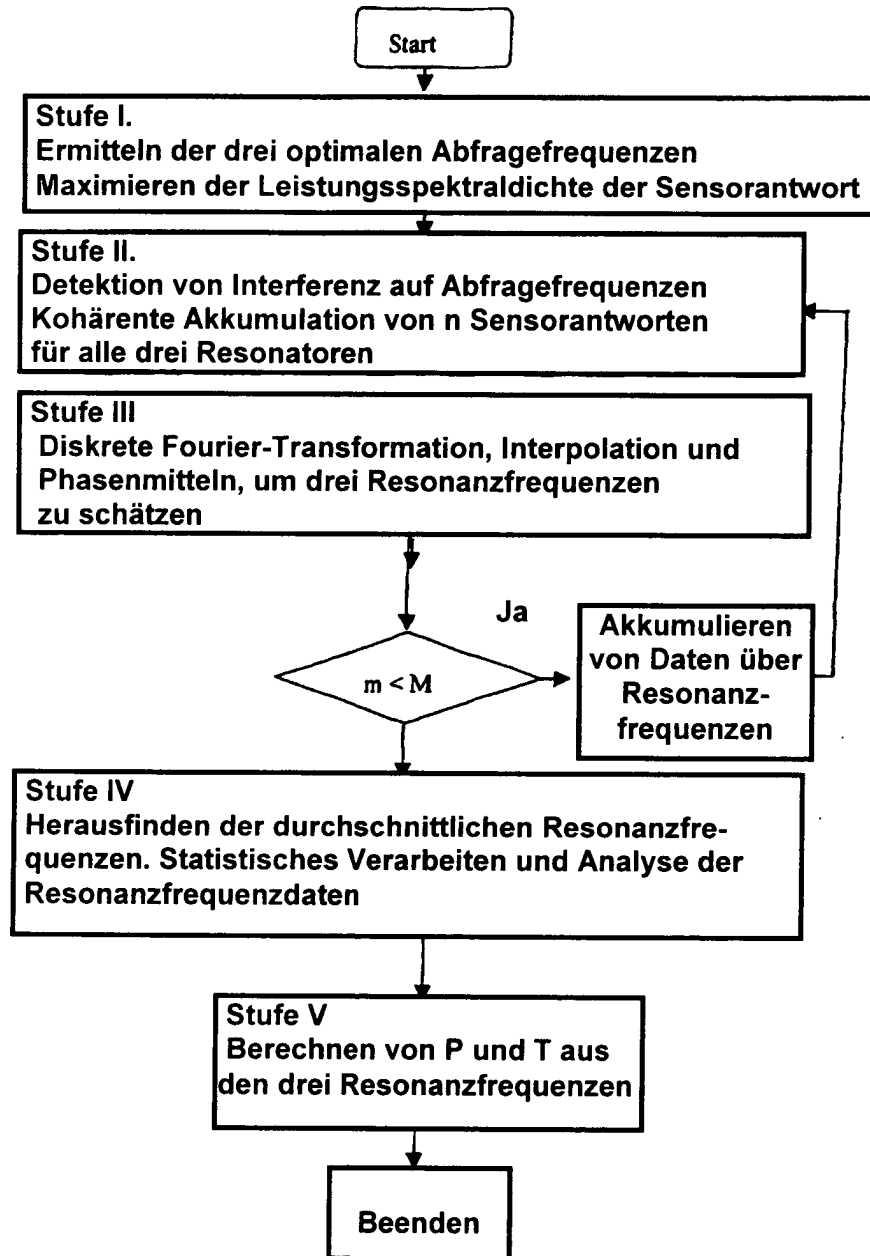 Start
Stufe I.
Ermitteln der drei optimalen Abfragefrequenzen
Maximieren der Leistungsspektraldichte der Sensorantwort
Stufe II.
Detektion von Interferenz auf Abfragefrequenzen
Kohärente Akkumulation von n Sensorantworten
für alle drei Resonatoren
Stufe III
Diskrete Fourier-Transformation, Interpolation und
Phasenmitteln, um drei Resonanzfrequenzen
zu schätzen
m < M
Ja
Akkumulieren
von Daten über
Resonanz-
frequenzen
Stufe IV
Herausfinden der durchschnittlichen Resonanzfre-
quenzen. Statistisches Verarbeiten und Analyse der
Resonanzfrequenzdaten
Stufe V
Berechnen von P und T aus
den drei Resonanzfrequenzen
Beenden